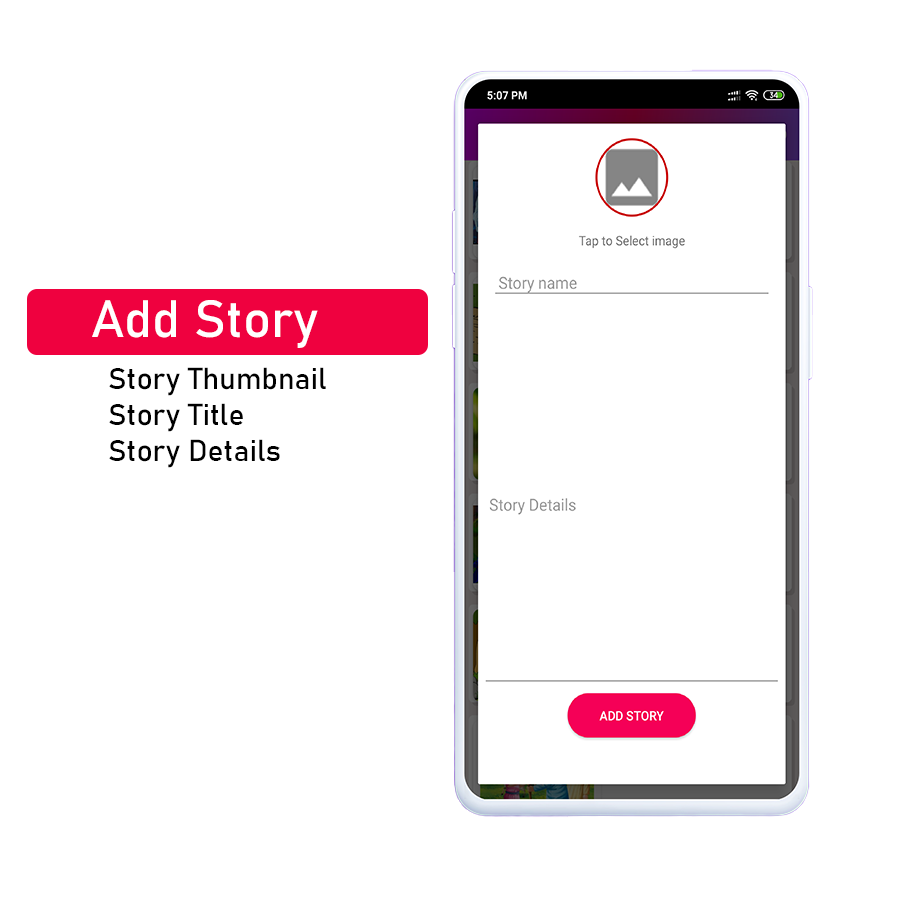 Add Story
Story Thumbnail
Story Title
Story Details
5:07 PM
34
Tap to Select image
Story name
Story Details
ADD STORY